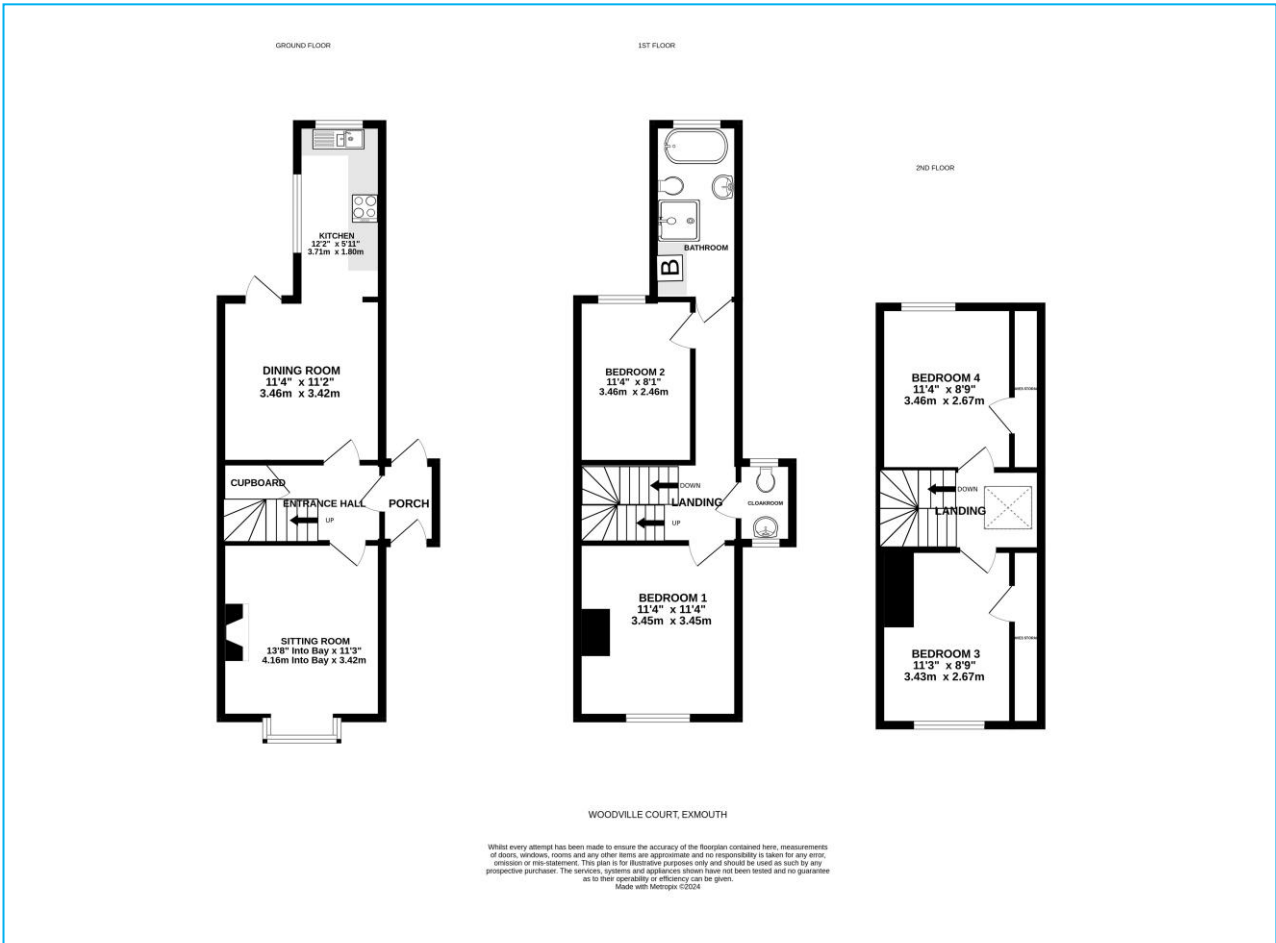 GROUND FLOOR
KITCHEN
12'2" x 5'11"
3.71m x 1.80m
DINING ROOM
11'4" x 11'2"
3.46m x 3.42m
CUPBOARD
ENTRANCE HALL
UP
PORCH
SITTING ROOM
13'8" Into Bay x 11'3"
4.16m Into Bay x 3.42m
1ST FLOOR
BATHROOM
B
BEDROOM 2
11'4" x 8'1"
3.46m x 2.46m
DOWN
LANDING
UP
CLOAKROOM
BEDROOM 1
11'4" x 11'4"
3.45m x 3.45m
2ND FLOOR
BEDROOM 4
11'4" x 8'9"
3.46m x 2.67m
DOWN
LANDING
BEDROOM 3
11'3" x 8'9"
3.43m x 2.67m
WOODVILLE COURT, EXMOUTH
Whilst every attempt has been made to ensure the accuracy of the floorplan contained here, measurements
of doors, windows, rooms and any other items are approximate and no responsibility is taken for any error,
omission or mis-statement. This plan is for illustrative purposes only and should be used as such by any
prospective purchaser. The services, systems and appliances shown have not been tested and no guarantee
as to their operability or efficiency can be given.
Made with Metropix ©2024